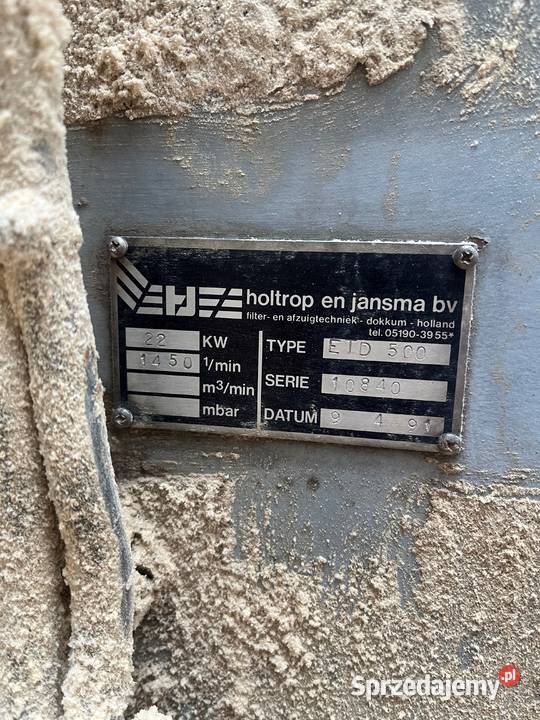 HJ
holtrop en jansma bv
filter- en afzuigtechniek - dokkum - holland
tel. 05190-3955*
22 KW
1450 1/min
m³/min
mbar
TYPE EID 500
SERIE 10840
DATUM 9 4 91
Sprzedajemy.pl